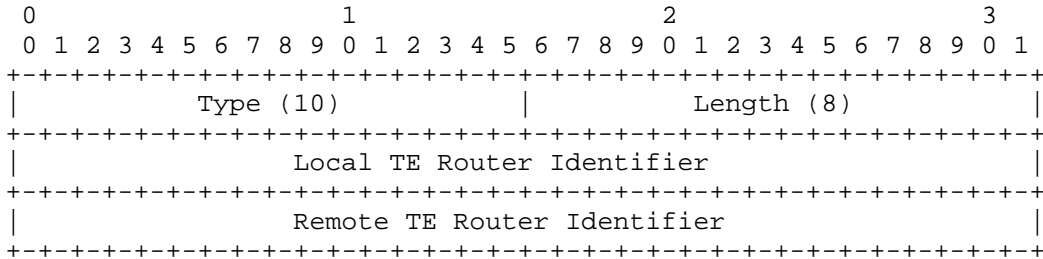 0                   1                   2                   3
 0 1 2 3 4 5 6 7 8 9 0 1 2 3 4 5 6 7 8 9 0 1 2 3 4 5 6 7 8 9 0 1
+-+-+-+-+-+-+-+-+-+-+-+-+-+-+-+-+-+-+-+-+-+-+-+-+-+-+-+-+-+-+-+-+
|           Type (10)           |          Length (8)           |
+-+-+-+-+-+-+-+-+-+-+-+-+-+-+-+-+-+-+-+-+-+-+-+-+-+-+-+-+-+-+-+-+
|                 Local TE Router Identifier                    |
+-+-+-+-+-+-+-+-+-+-+-+-+-+-+-+-+-+-+-+-+-+-+-+-+-+-+-+-+-+-+-+-+
|                 Remote TE Router Identifier                   |
+-+-+-+-+-+-+-+-+-+-+-+-+-+-+-+-+-+-+-+-+-+-+-+-+-+-+-+-+-+-+-+-+